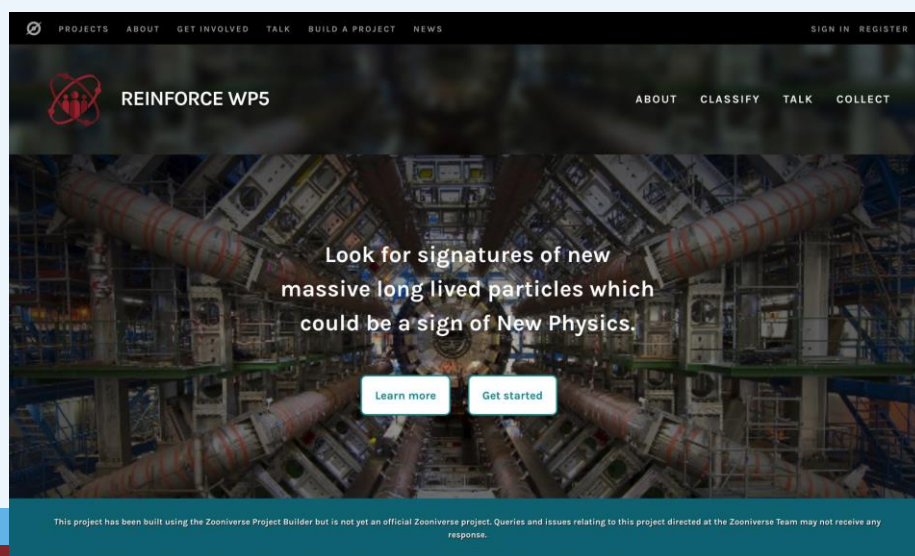 PROJECTS ABOUT GET INVOLVED TALK BUILD A PROJECT NEWS SIGN IN REGISTER
REINFORCE WP5 ABOUT CLASSIFY TALK COLLECT
Look for signatures of new
massive long lived particles which
could be a sign of New Physics.
Learn more Get started
This project has been built using the Zooniverse Project Builder but is not yet an official Zooniverse project. Queries and issues relating to this project directed at the Zooniverse Team may not receive any
response.